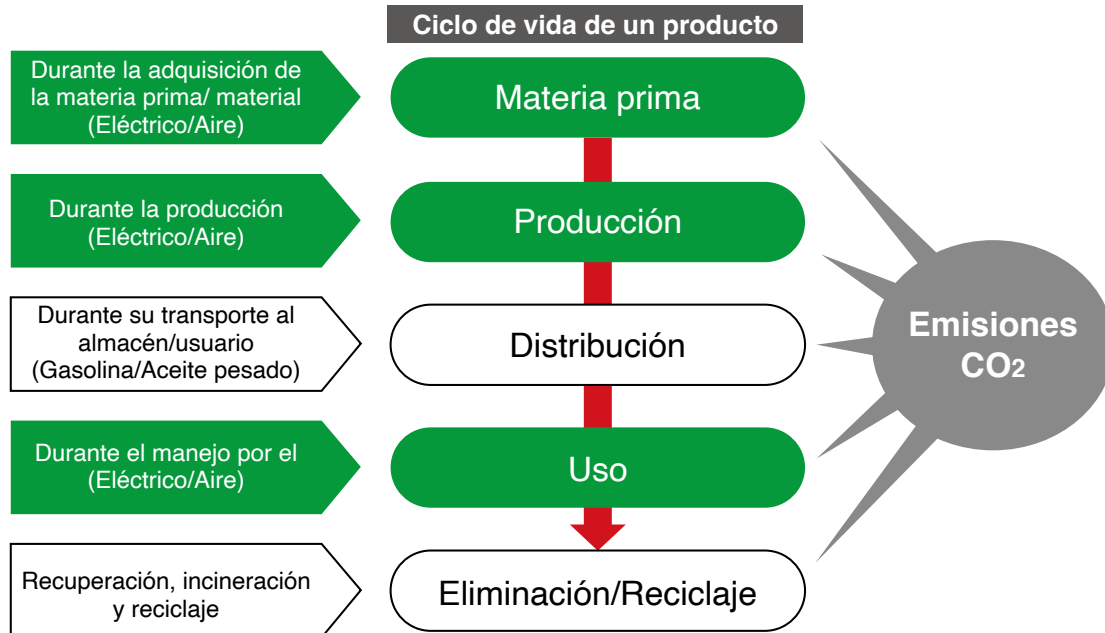 Ciclo de vida de un producto
Durante la adquisición de
la materia prima/ material
(Eléctrico/Aire)
Materia prima
Durante la producción
(Eléctrico/Aire)
Producción
Durante su transporte al
almacén/usuario
(Gasolina/Aceite pesado)
Distribución
Emisiones
CO2
Durante el manejo por el
(Eléctrico/Aire)
Uso
Recuperación, incineración
y reciclaje
Eliminación/Reciclaje